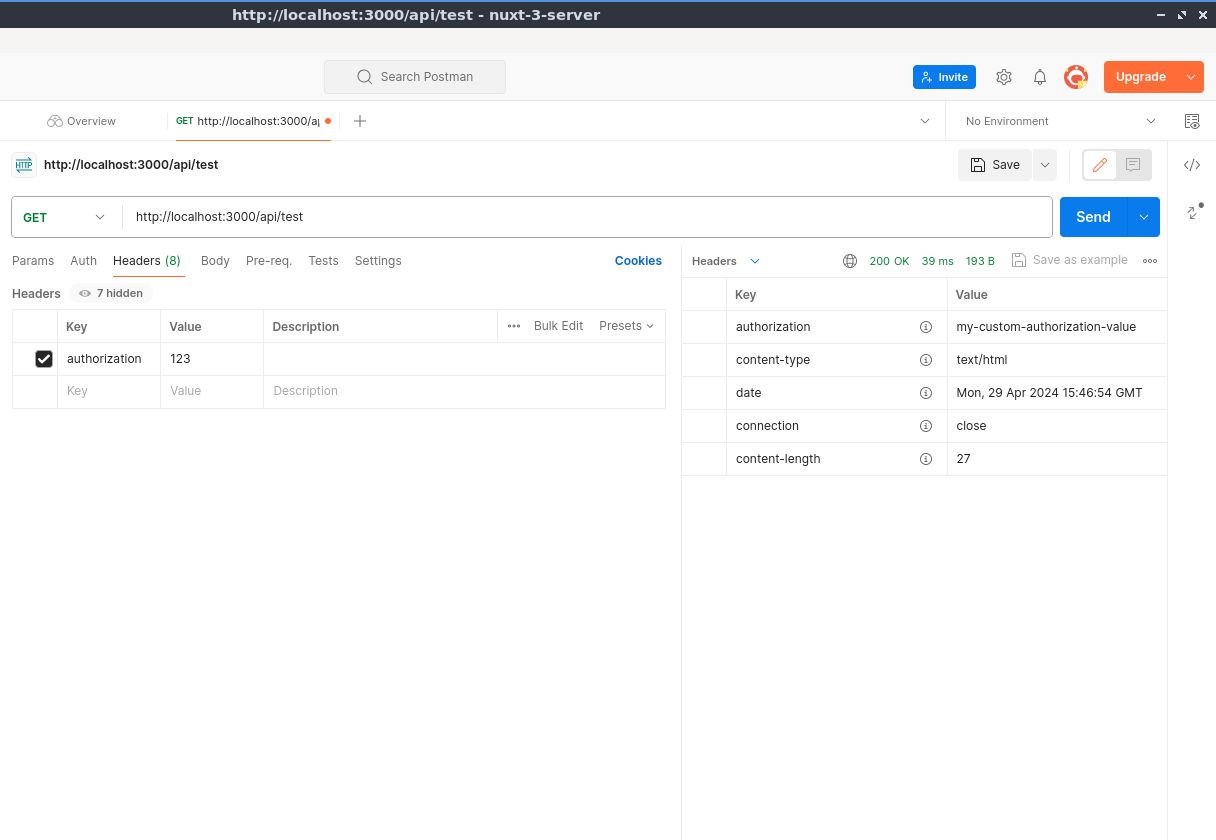 http://localhost:3000/api/test - nuxt-3-server
Search Postman
Invite
Upgrade
Overview
GET http://localhost:3000/a
No Environment
HTTP
http://localhost:3000/api/test
Save
GET
http://localhost:3000/api/test
Send
Params
Auth
Headers (8)
Body
Pre-req.
Tests
Settings
Cookies
Headers
7 hidden
Key
Value
Description
Bulk Edit
Presets
authorization
123
Key
Value
Description
Headers
200 OK
39 ms
193 B
Save as example
Key
Value
authorization
my-custom-authorization-value
content-type
text/html
date
Mon, 29 Apr 2024 15:46:54 GMT
connection
close
content-length
27